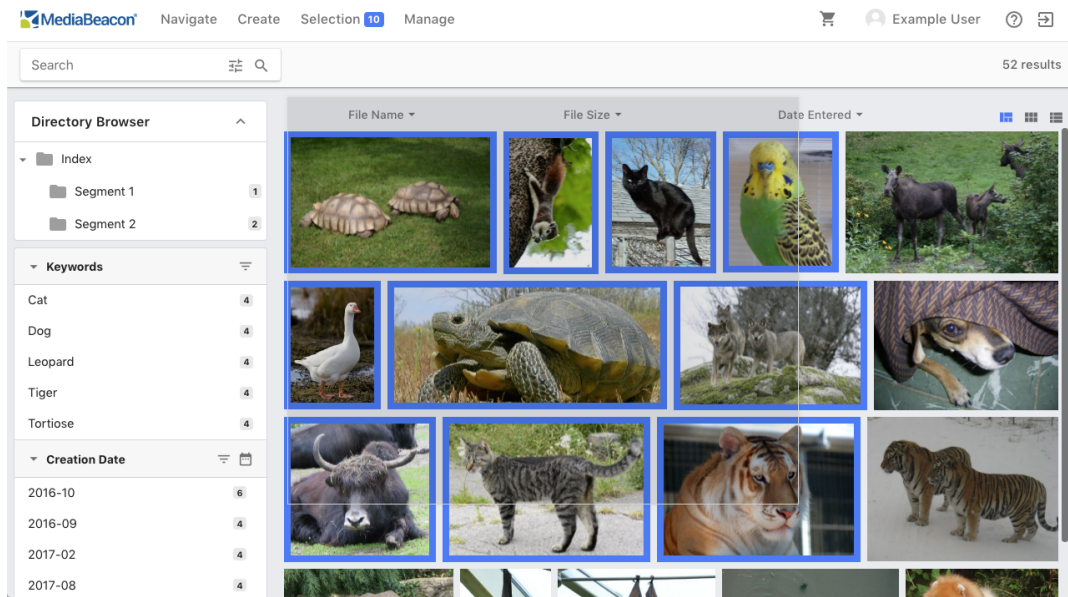 MediaBeacon® Navigate Create Selection 10 Manage Example User
Search 52 results
Directory Browser
Index
Segment 1 1
Segment 2 2
Keywords
Cat 4
Dog 4
Leopard 4
Tiger 4
Tortiose 4
Creation Date
2016-10 6
2016-09 4
2017-02 4
2017-08 4
File Name File Size Date Entered